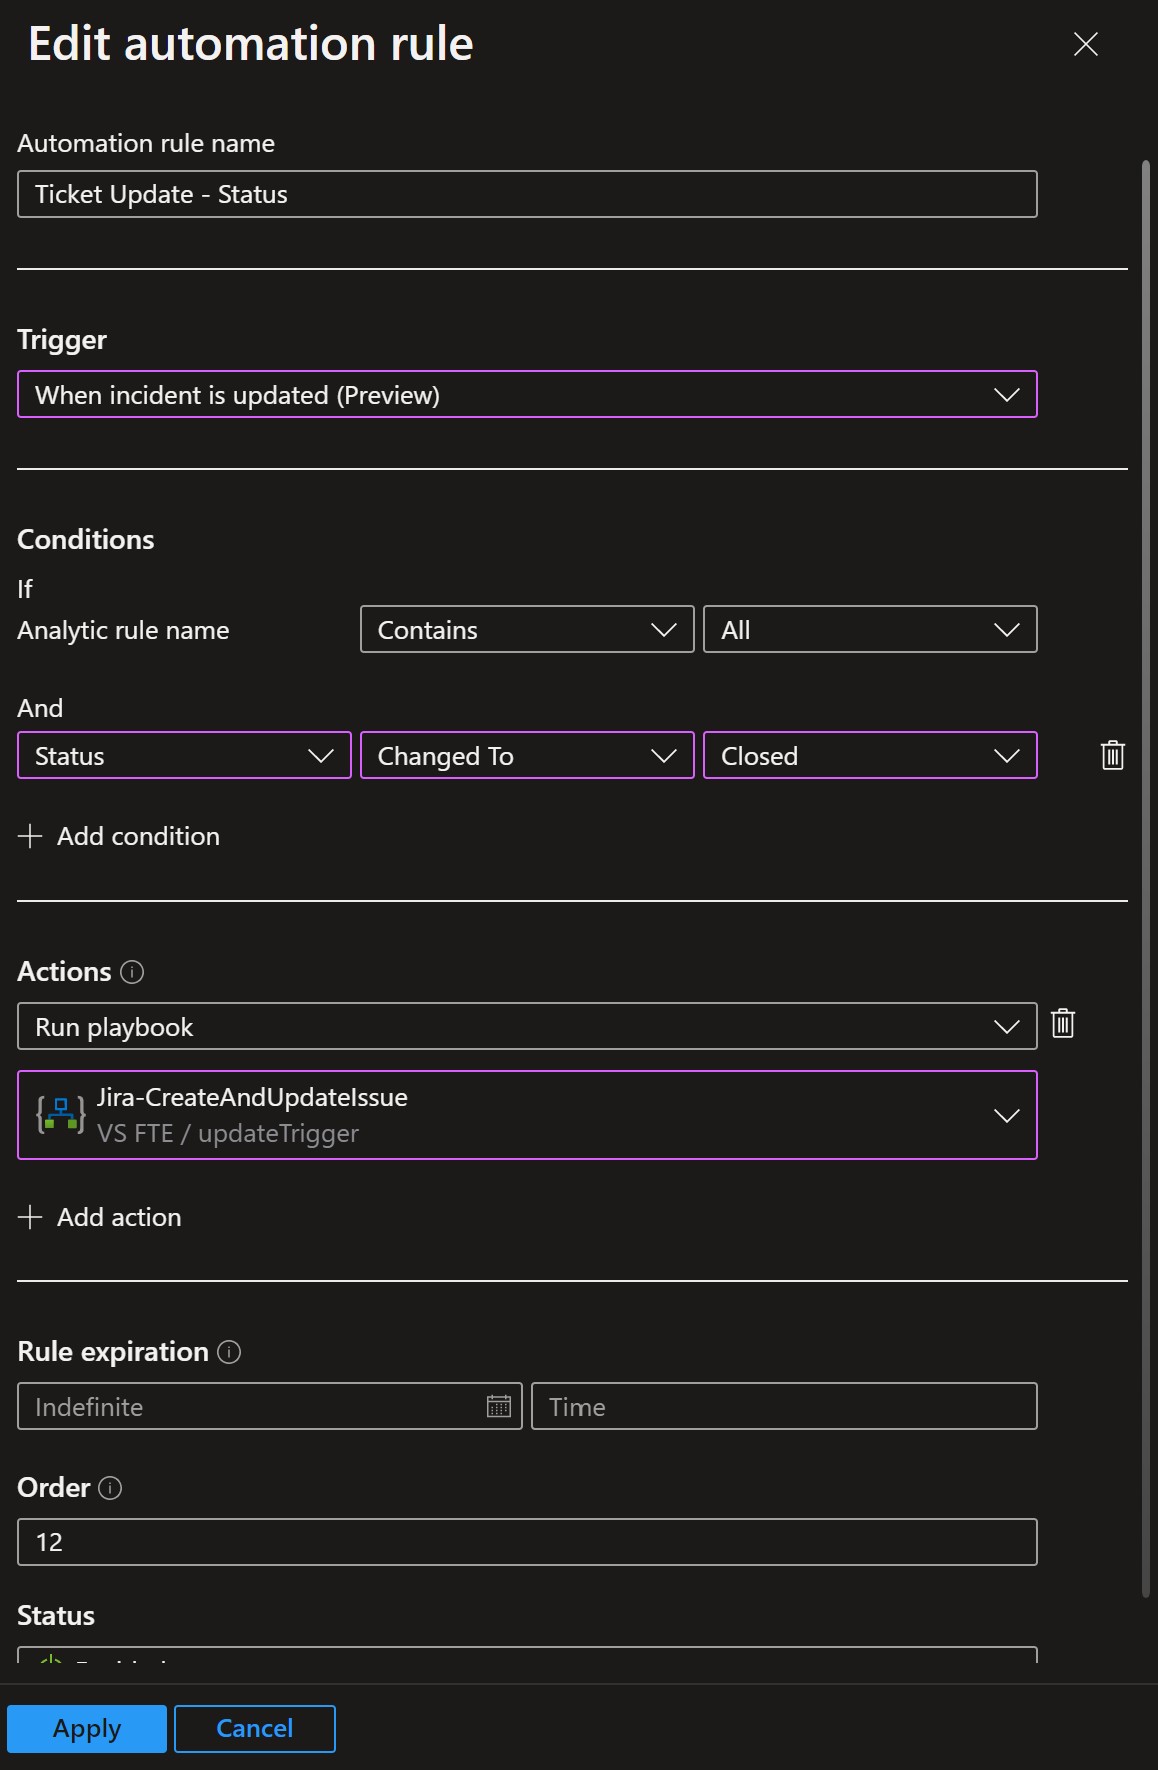 Edit automation rule
Automation rule name
Ticket Update - Status
Trigger
When incident is updated (Preview)
Conditions
If
Analytic rule name Contains All
And
Status Changed To Closed
Add condition
Actions
Run playbook
Jira-CreateAndUpdateIssue
VS FTE / updateTrigger
Add action
Rule expiration
Indefinite Time
Order
12
Status
Apply Cancel